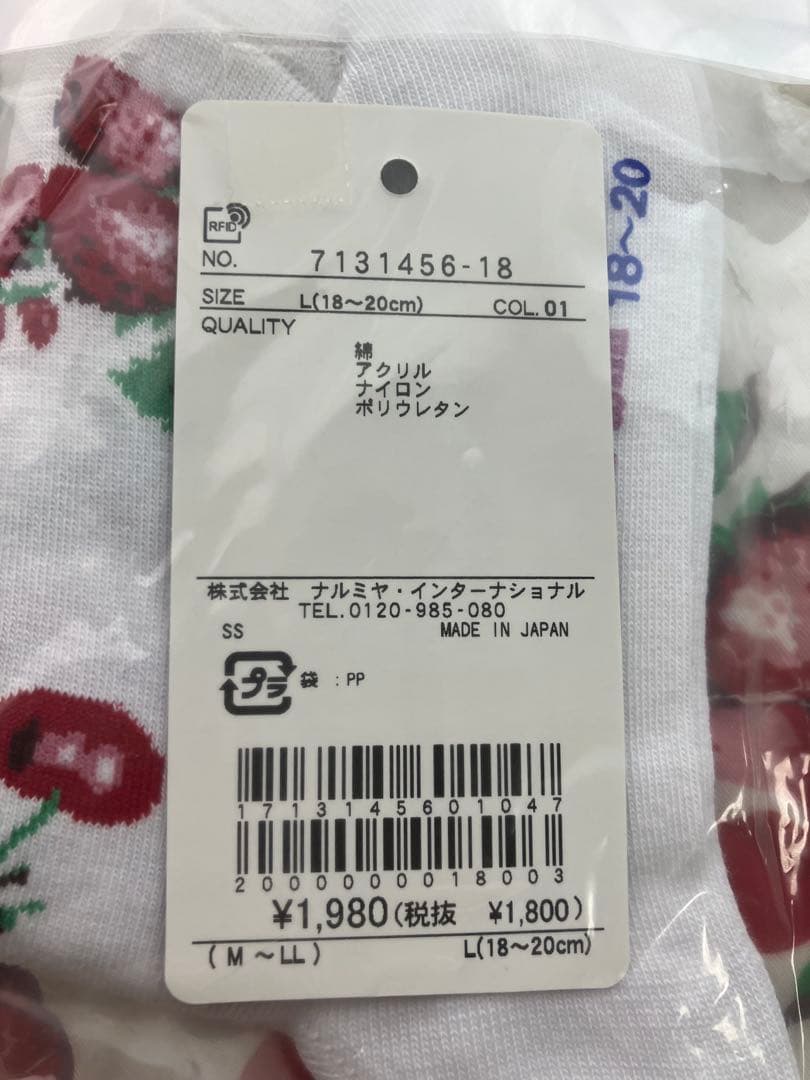 RFID
NO. 7131456-18
SIZE L(18〜20cm) COL.01
QUALITY
綿
アクリル
ナイロン
ポリウレタン
株式会社 ナルミヤ・インターナショナル
TEL.0120-985-080
SS MADE IN JAPAN
プラ 袋 : PP
1713145601047
2000000018003
¥1,980(税抜 ¥1,800)
(M〜LL) L(18〜20cm)
18〜20